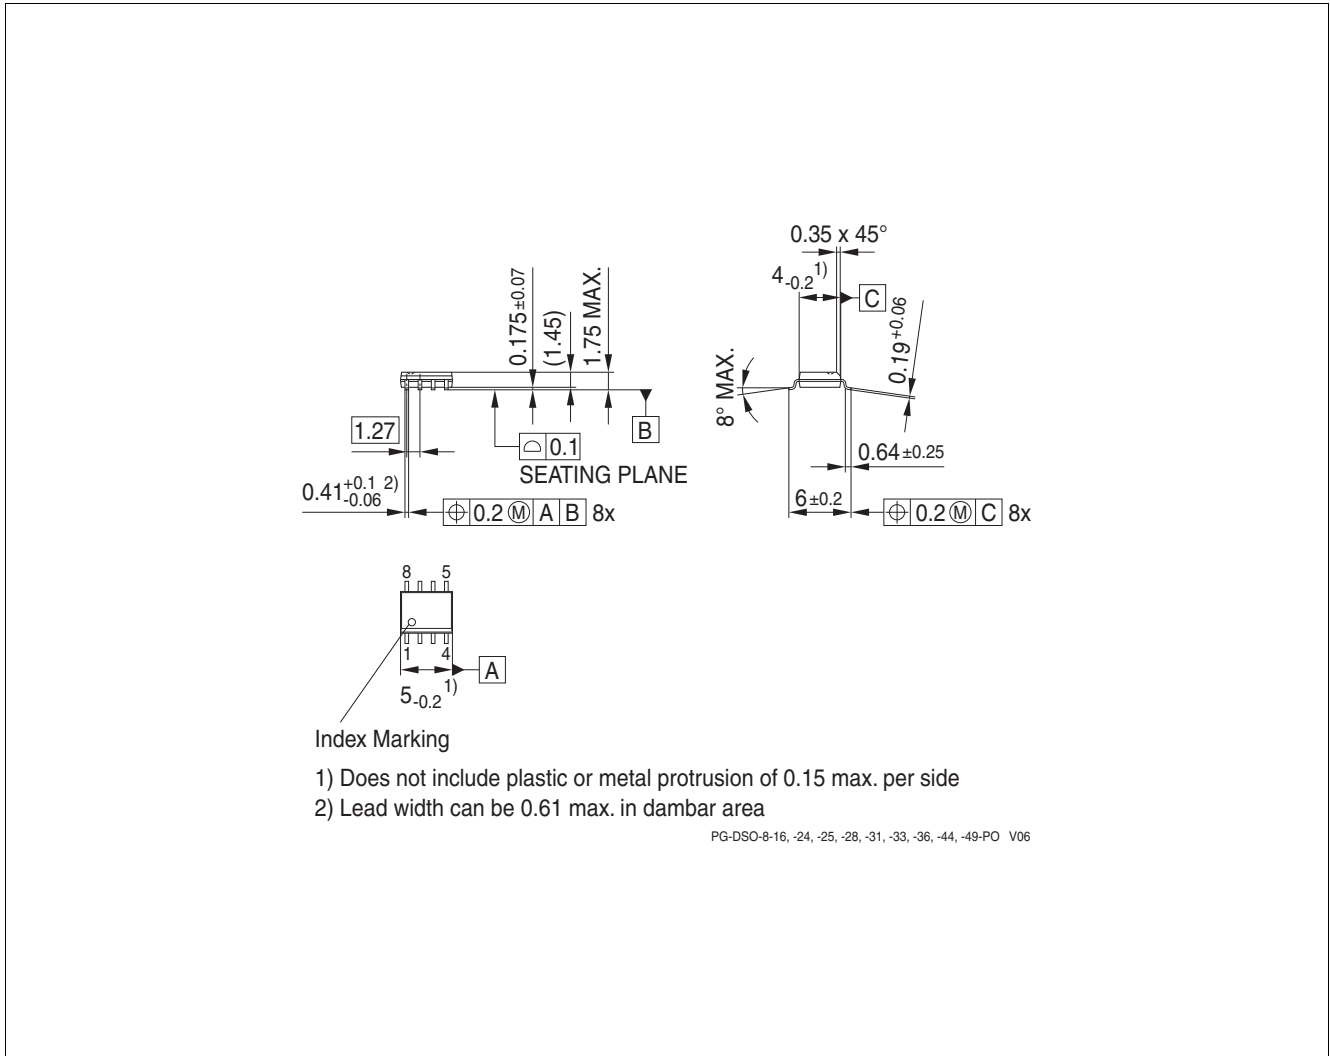 0.35 x 45°
4-0.2 1)
C
0.175±0.07
(1.45)
1.75 MAX.
0.19+0.06
8° MAX.
B
1.27
0.1
SEATING PLANE
0.64±0.25
0.41+0.1 -0.06 2)
0.2 Ⓜ A B 8x
6±0.2
0.2 Ⓜ C 8x
8 5
1 4
A
5-0.2 1)
Index Marking
1) Does not include plastic or metal protrusion of 0.15 max. per side
2) Lead width can be 0.61 max. in dambar area
PG-DSO-8-16, -24, -25, -28, -31, -33, -36, -44, -49-PO V06